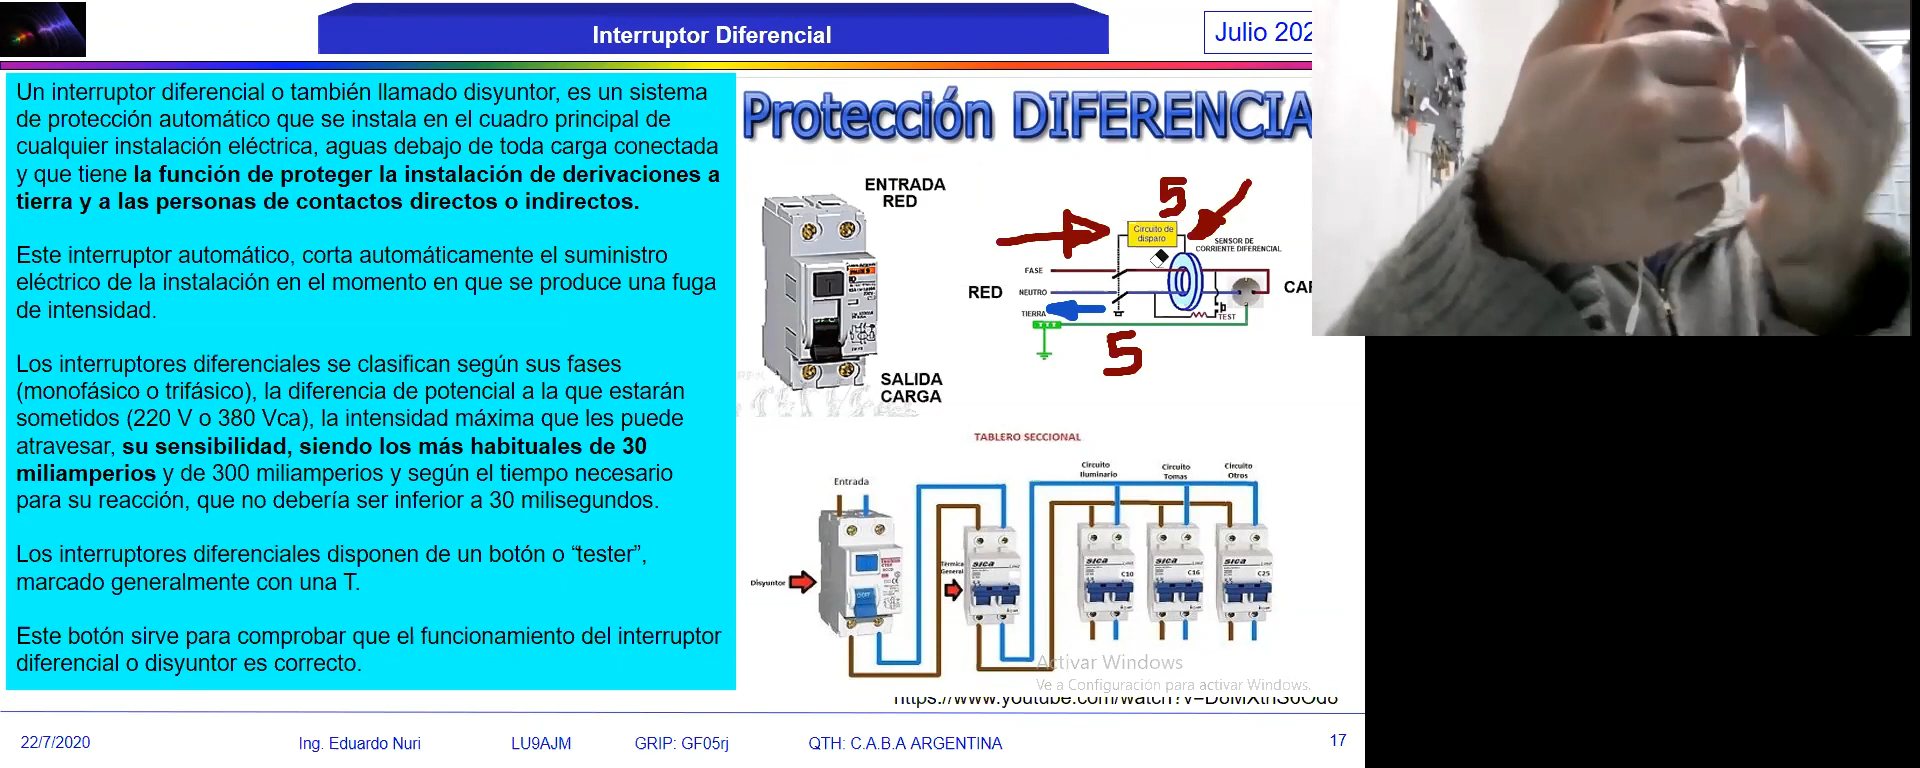 Interruptor Diferencial
Julio 202
Un interruptor diferencial o también llamado disyuntor, es un sistema
de protección automático que se instala en el cuadro principal de
cualquier instalación eléctrica, aguas debajo de toda carga conectada
y que tiene la función de proteger la instalación de derivaciones a
tierra y a las personas de contactos directos o indirectos.
Este interruptor automático, corta automáticamente el suministro
eléctrico de la instalación en el momento en que se produce una fuga
de intensidad.
Los interruptores diferenciales se clasifican según sus fases
(monofásico o trifásico), la diferencia de potencial a la que estarán
sometidos (220 V o 380 Vca), la intensidad máxima que les puede
atravesar, su sensibilidad, siendo los más habituales de 30
miliamperios y de 300 miliamperios y según el tiempo necesario
para su reacción, que no debería ser inferior a 30 milisegundos.
Los interruptores diferenciales disponen de un botón o “tester”,
marcado generalmente con una T.
Este botón sirve para comprobar que el funcionamiento del interruptor
diferencial o disyuntor es correcto.
Protección DIFERENCIA
ENTRADA
RED
SALIDA
CARGA
5
Circuito de
disparo
SENSOR DE
CORRIENTE DIFERENCIAL
FASE
RED
NEUTRO
CAR
TIERRA
TEST
5
TABLERO SECCIONAL
Entrada
Circuito
Iluminario
Circuito
Tomas
Circuito
Otros
Disyuntor
Térmica
General
sica
sica
C10
sica
C16
sica
C25
Activar Windows
Ve a Configuración para activar Windows.
22/7/2020
Ing. Eduardo Nuri
LU9AJM
GRIP: GF05rj
QTH: C.A.B.A ARGENTINA
17